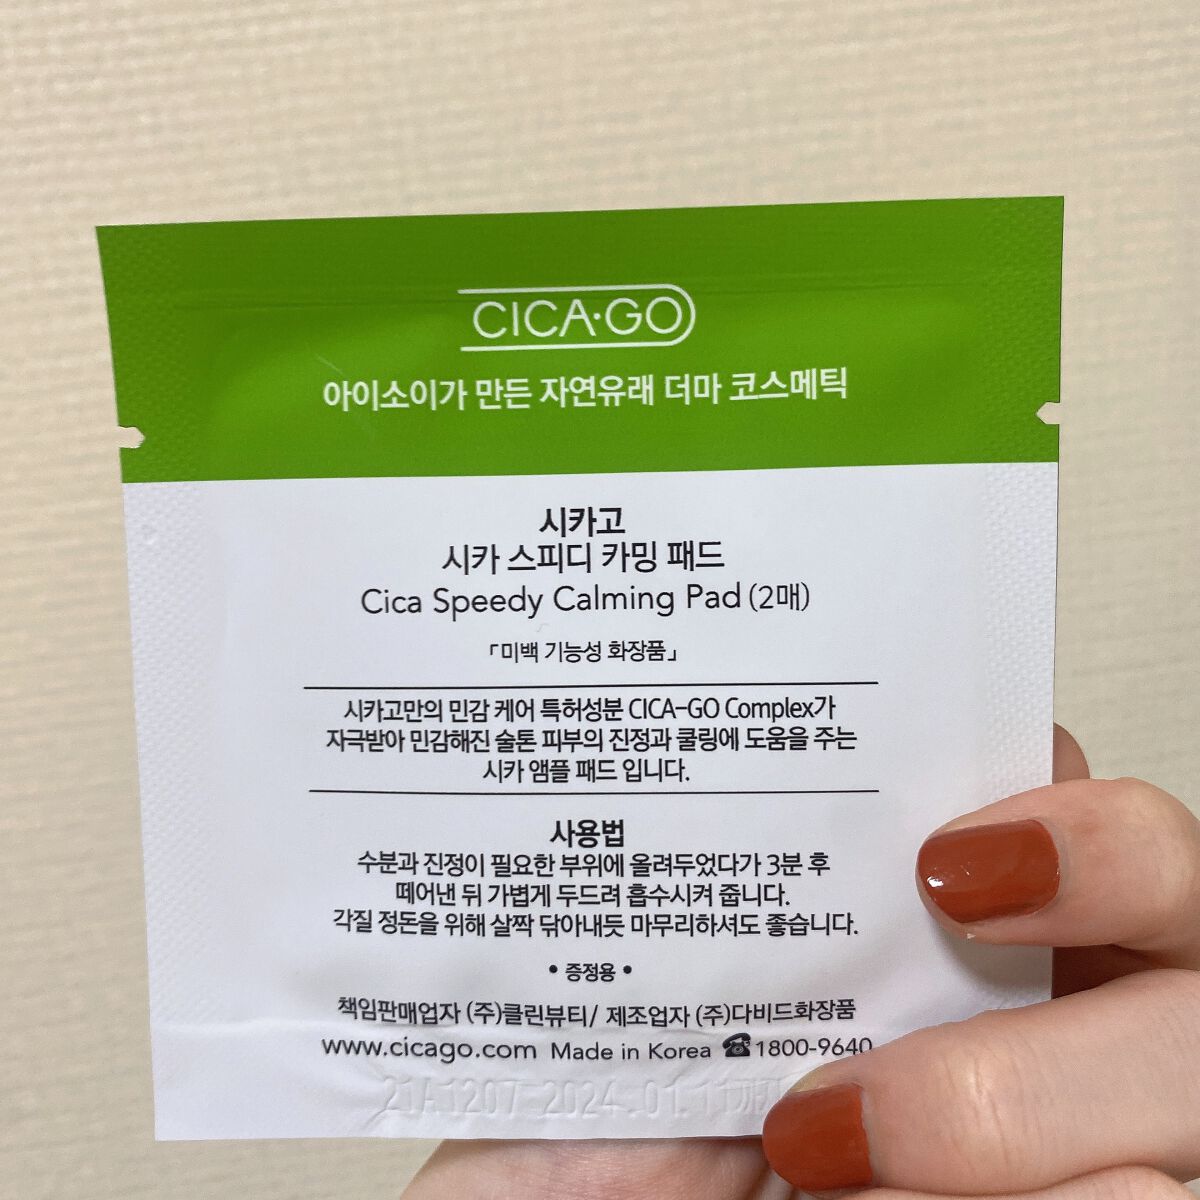 CICA·GO
아이소이가 만든 자연유래 더마 코스메틱
시카고
시카 스피디 카밍 패드
Cica Speedy Calming Pad (2매)
「미백 기능성 화장품」
시카고만의 민감 케어 특허성분 CICA-GO Complex가
자극받아 민감해진 술톤 피부의 진정과 쿨링에 도움을 주는
시카 앰플 패드 입니다.
사용법
수분과 진정이 필요한 부위에 올려두었다가 3분 후
떼어낸 뒤 가볍게 두드려 흡수시켜 줍니다.
각질 정돈을 위해 살짝 닦아내듯 마무리하셔도 좋습니다.
• 증정용 •
책임판매업자 (주)클린뷰티/ 제조업자 (주)다비드화장품
www.cicago.com Made in Korea ☎1800-9640
21A1207 2024.01.11까지